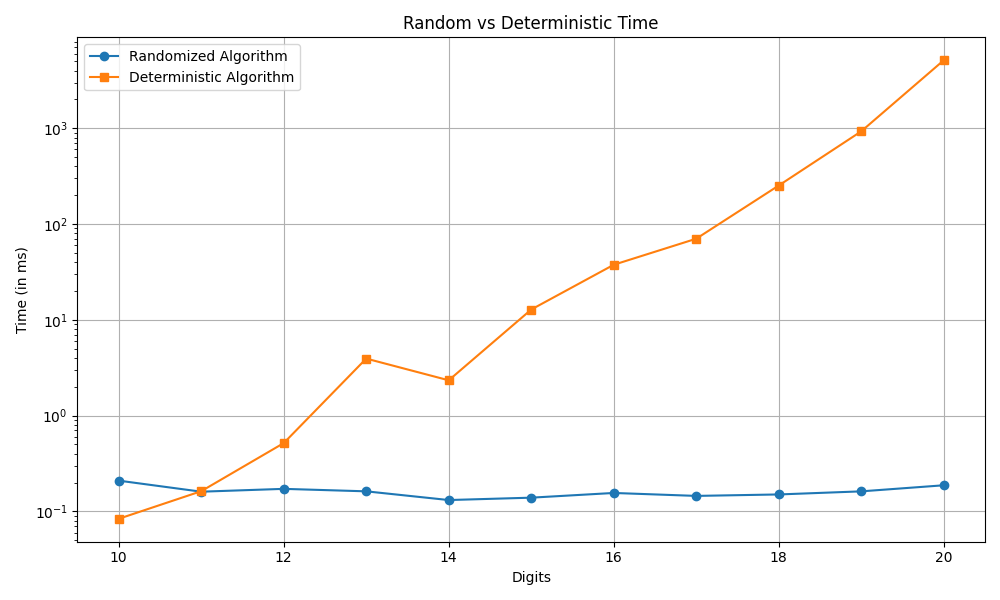 Random vs Deterministic Time
Randomized Algorithm
Deterministic Algorithm
Time (in ms)
10³
10²
10¹
10⁰
10⁻¹
10 12 14 16 18 20
Digits